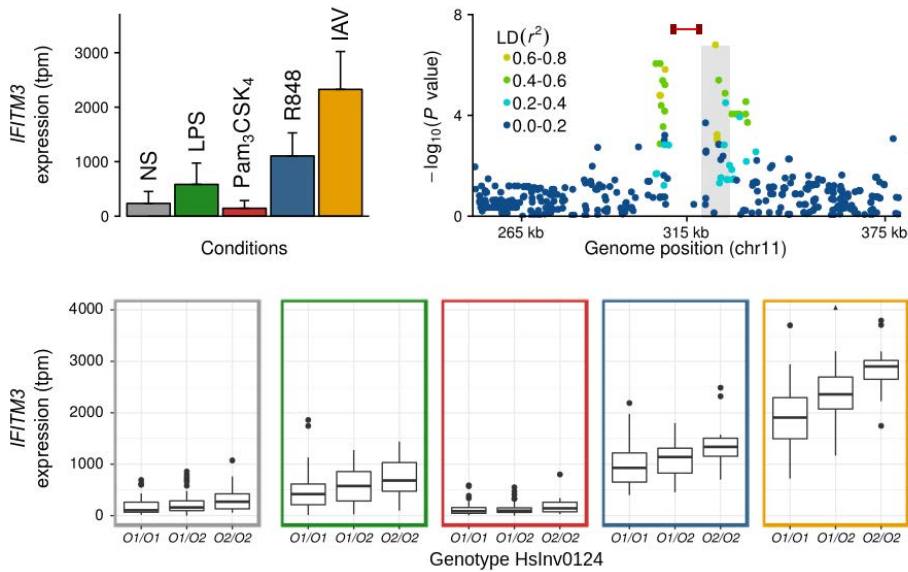 IFITM3
expression (tpm)
3000
2000
1000
0
NS
LPS
Pam₃CSK₄
R848
IAV
Conditions
−log₁₀(P value)
8
4
0
LD(r²)
0.6-0.8
0.4-0.6
0.2-0.4
0.0-0.2
265 kb
315 kb
375 kb
Genome position (chr11)
IFITM3
expression (tpm)
4000
3000
2000
1000
0
O1/O1 O1/O2 O2/O2 O1/O1 O1/O2 O2/O2 O1/O1 O1/O2 O2/O2 O1/O1 O1/O2 O2/O2 O1/O1 O1/O2 O2/O2
Genotype HsInv0124